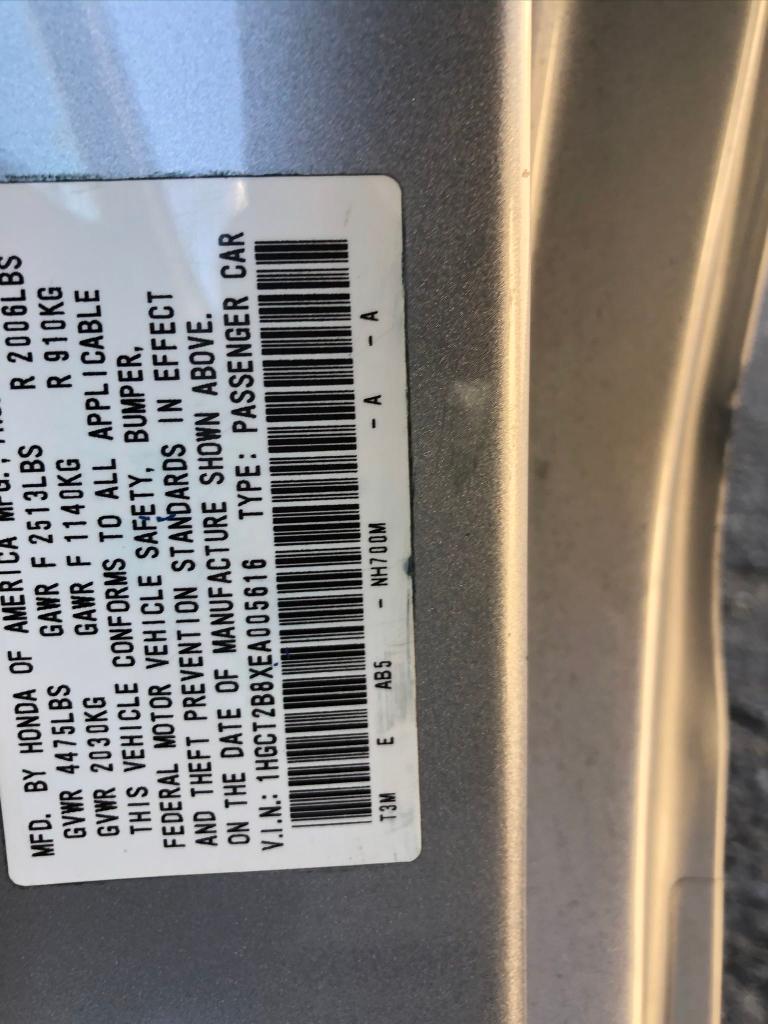 MFD. BY HONDA OF AMERICA MFG.,
GVWR 4475LBS GAWR F 2513LBS R 2006LBS
GVWR 2030KG GAWR F 1140KG R 910KG
THIS VEHICLE CONFORMS TO ALL APPLICABLE
FEDERAL MOTOR VEHICLE SAFETY, BUMPER,
AND THEFT PREVENTION STANDARDS IN EFFECT
ON THE DATE OF MANUFACTURE SHOWN ABOVE.
V.I.N.: 1HGCT2B8XEA005616 TYPE: PASSENGER CAR
T3M E AB5 - NH700M - A - A